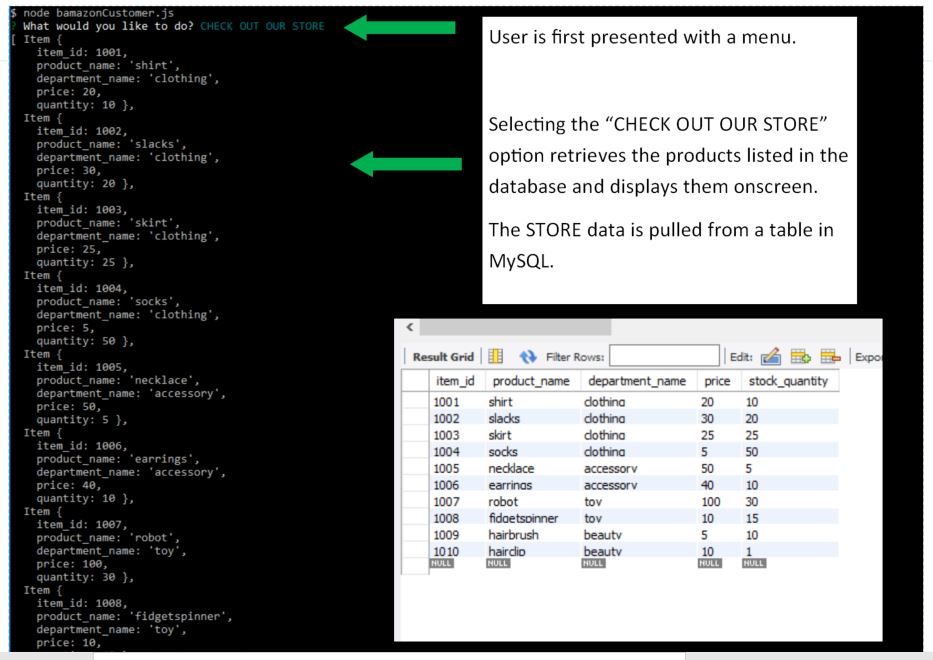 $ node bamazonCustomer.js
? What would you like to do? CHECK OUT OUR STORE
[ Item {
item_id: 1001,
product_name: 'shirt',
department_name: 'clothing',
price: 20,
quantity: 10 },
Item {
item_id: 1002,
product_name: 'slacks',
department_name: 'clothing',
price: 30,
quantity: 20 },
Item {
item_id: 1003,
product_name: 'skirt',
department_name: 'clothing',
price: 25,
quantity: 25 },
Item {
item_id: 1004,
product_name: 'socks',
department_name: 'clothing',
price: 5,
quantity: 50 },
Item {
item_id: 1005,
product_name: 'necklace',
department_name: 'accessory',
price: 50,
quantity: 5 },
Item {
item_id: 1006,
product_name: 'earrings',
department_name: 'accessory',
price: 40,
quantity: 10 },
Item {
item_id: 1007,
product_name: 'robot',
department_name: 'toy',
price: 100,
quantity: 30 },
Item {
item_id: 1008,
product_name: 'fidgetspinner',
department_name: 'toy',
price: 10,
User is first presented with a menu.
Selecting the “CHECK OUT OUR STORE”
option retrieves the products listed in the
database and displays them onscreen.
The STORE data is pulled from a table in
MySQL.
Result Grid Filter Rows: Edit: Expor
item_id product_name department_name price stock_quantity
1001 shirt clothing 20 10
1002 slacks clothing 30 20
1003 skirt clothing 25 25
1004 socks clothing 5 50
1005 necklace accessory 50 5
1006 earrings accessory 40 10
1007 robot toy 100 30
1008 fidgetspinner toy 10 15
1009 hairbrush beauty 5 10
1010 hairclip beauty 10 1
NULL NULL NULL NULL NULL